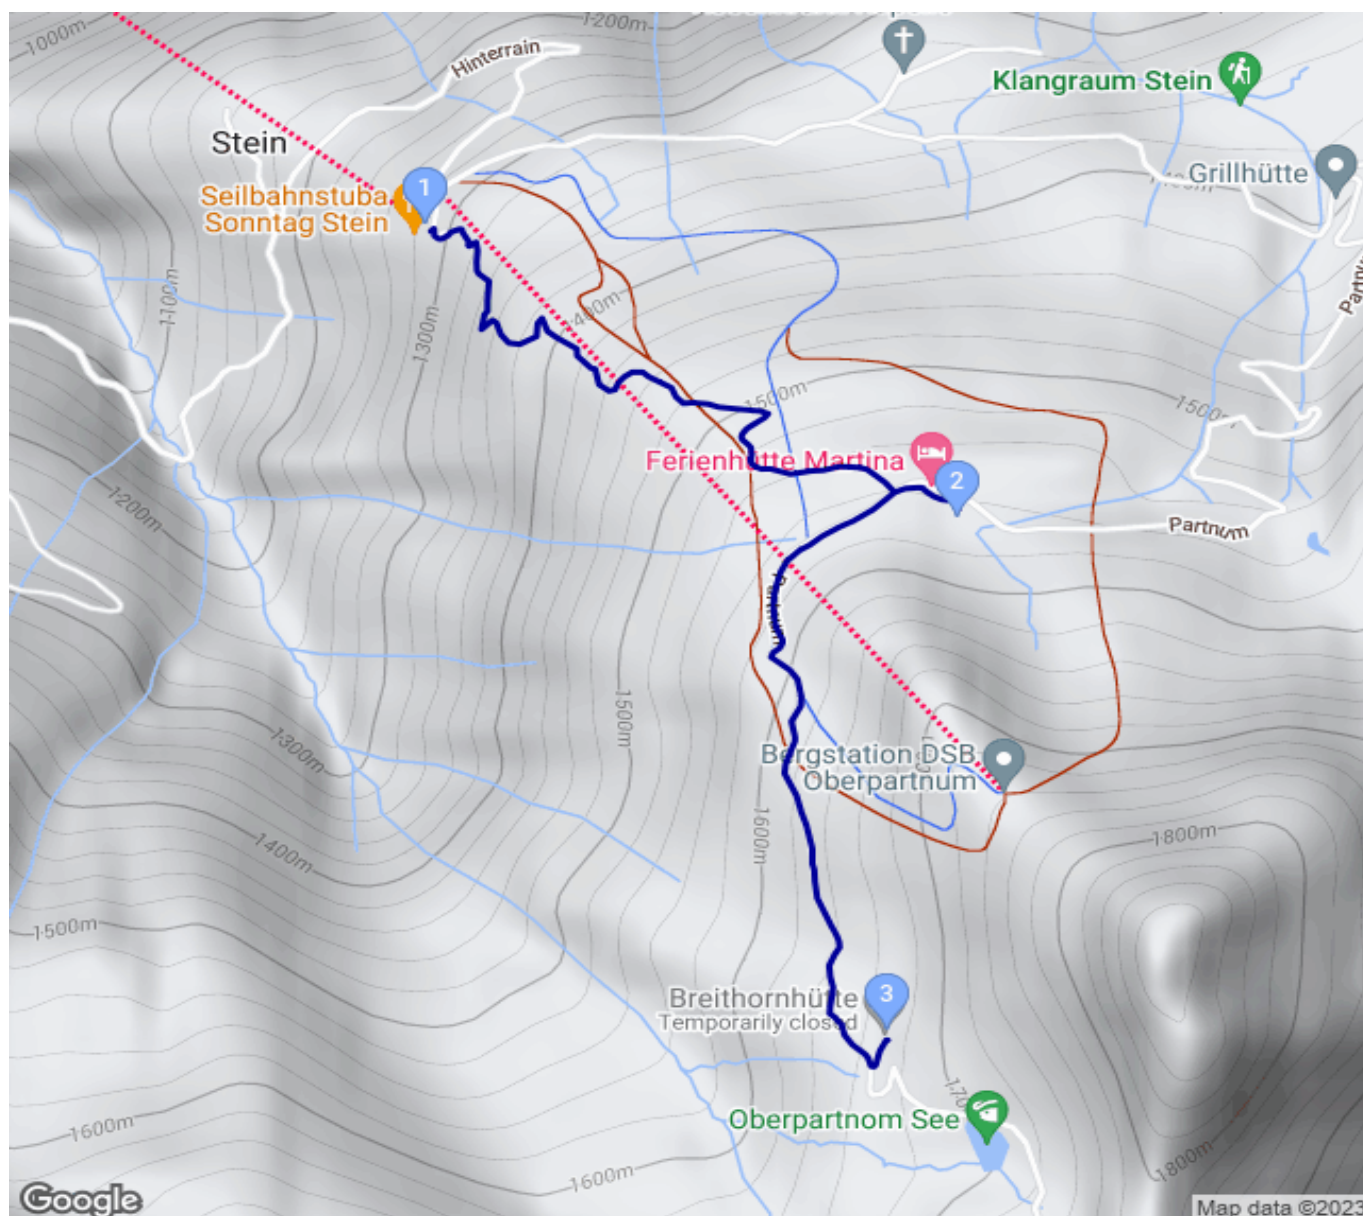 1000m
1200m
Hinterrain
Klangraum Stein
Stein
Grillhütte
1
Seilbahnstuba
Sonntag Stein
1100m
1300m
1500m
1500m
Ferienhütte Martina
2
1200m
Partnum
Partnum
1500m
1300m
Bergstation DSB
Oberpartnum
1600m
1800m
1400m
1500m
Breithornhütte
3
Temporarily closed
Oberpartnom See
1600m
1600m
1800m
Google
Map data ©2023